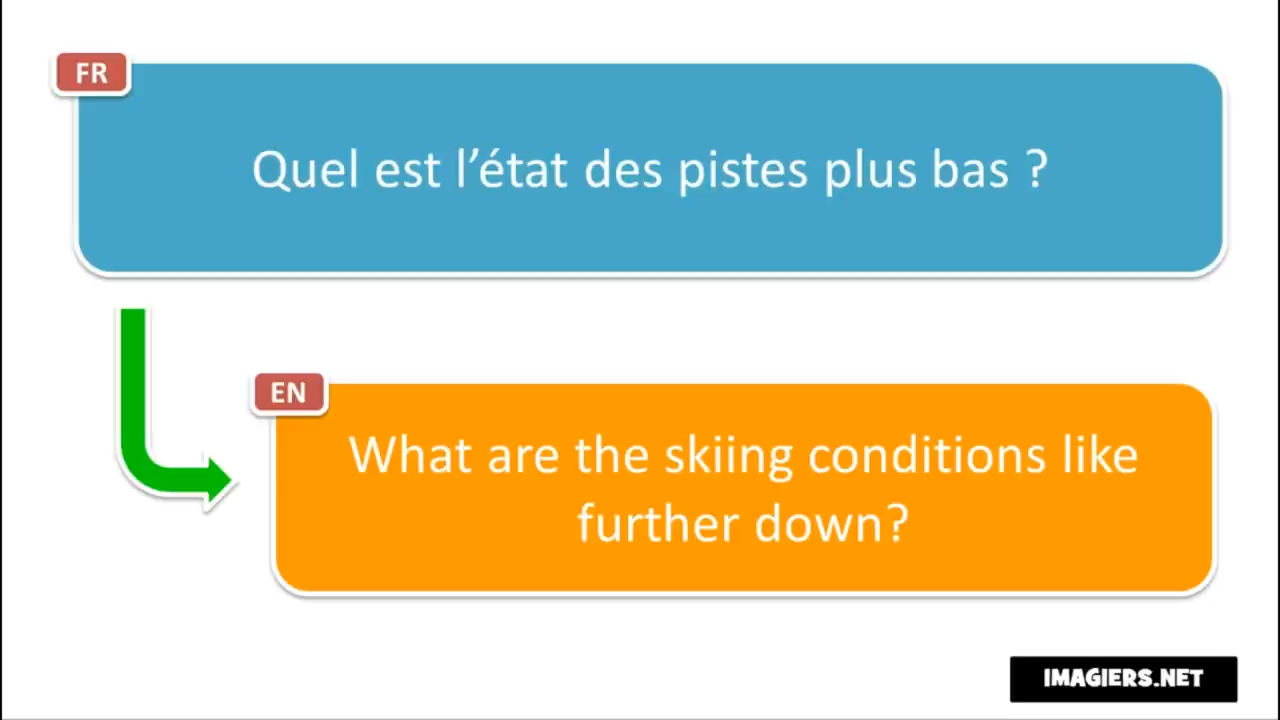 FR
Quel est l’état des pistes plus bas ?
EN
What are the skiing conditions like
further down?
IMAGIERS.NET